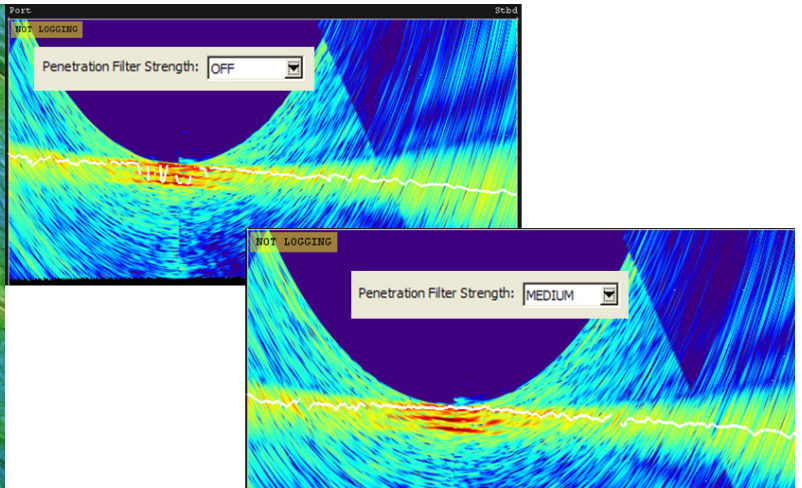 Port Stbd
NOT LOGGING
Penetration Filter Strength: OFF
NOT LOGGING
Penetration Filter Strength: MEDIUM